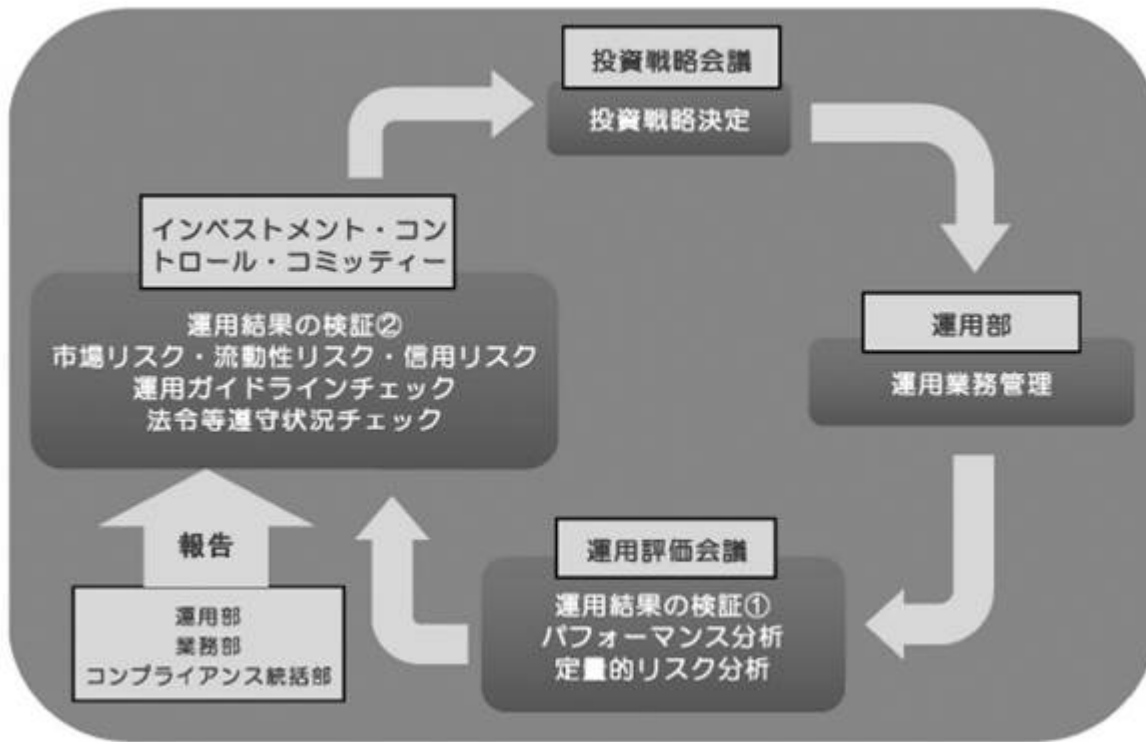 投資戦略会議
投資戦略決定
インベストメント・コン
トロール・コミッティー
運用結果の検証②
市場リスク・流動性リスク・信用リスク
運用ガイドラインチェック
法令等遵守状況チェック
運用部
運用業務管理
報告
運用部
業務部
コンプライアンス統括部
運用評価会議
運用結果の検証①
パフォーマンス分析
定量的リスク分析